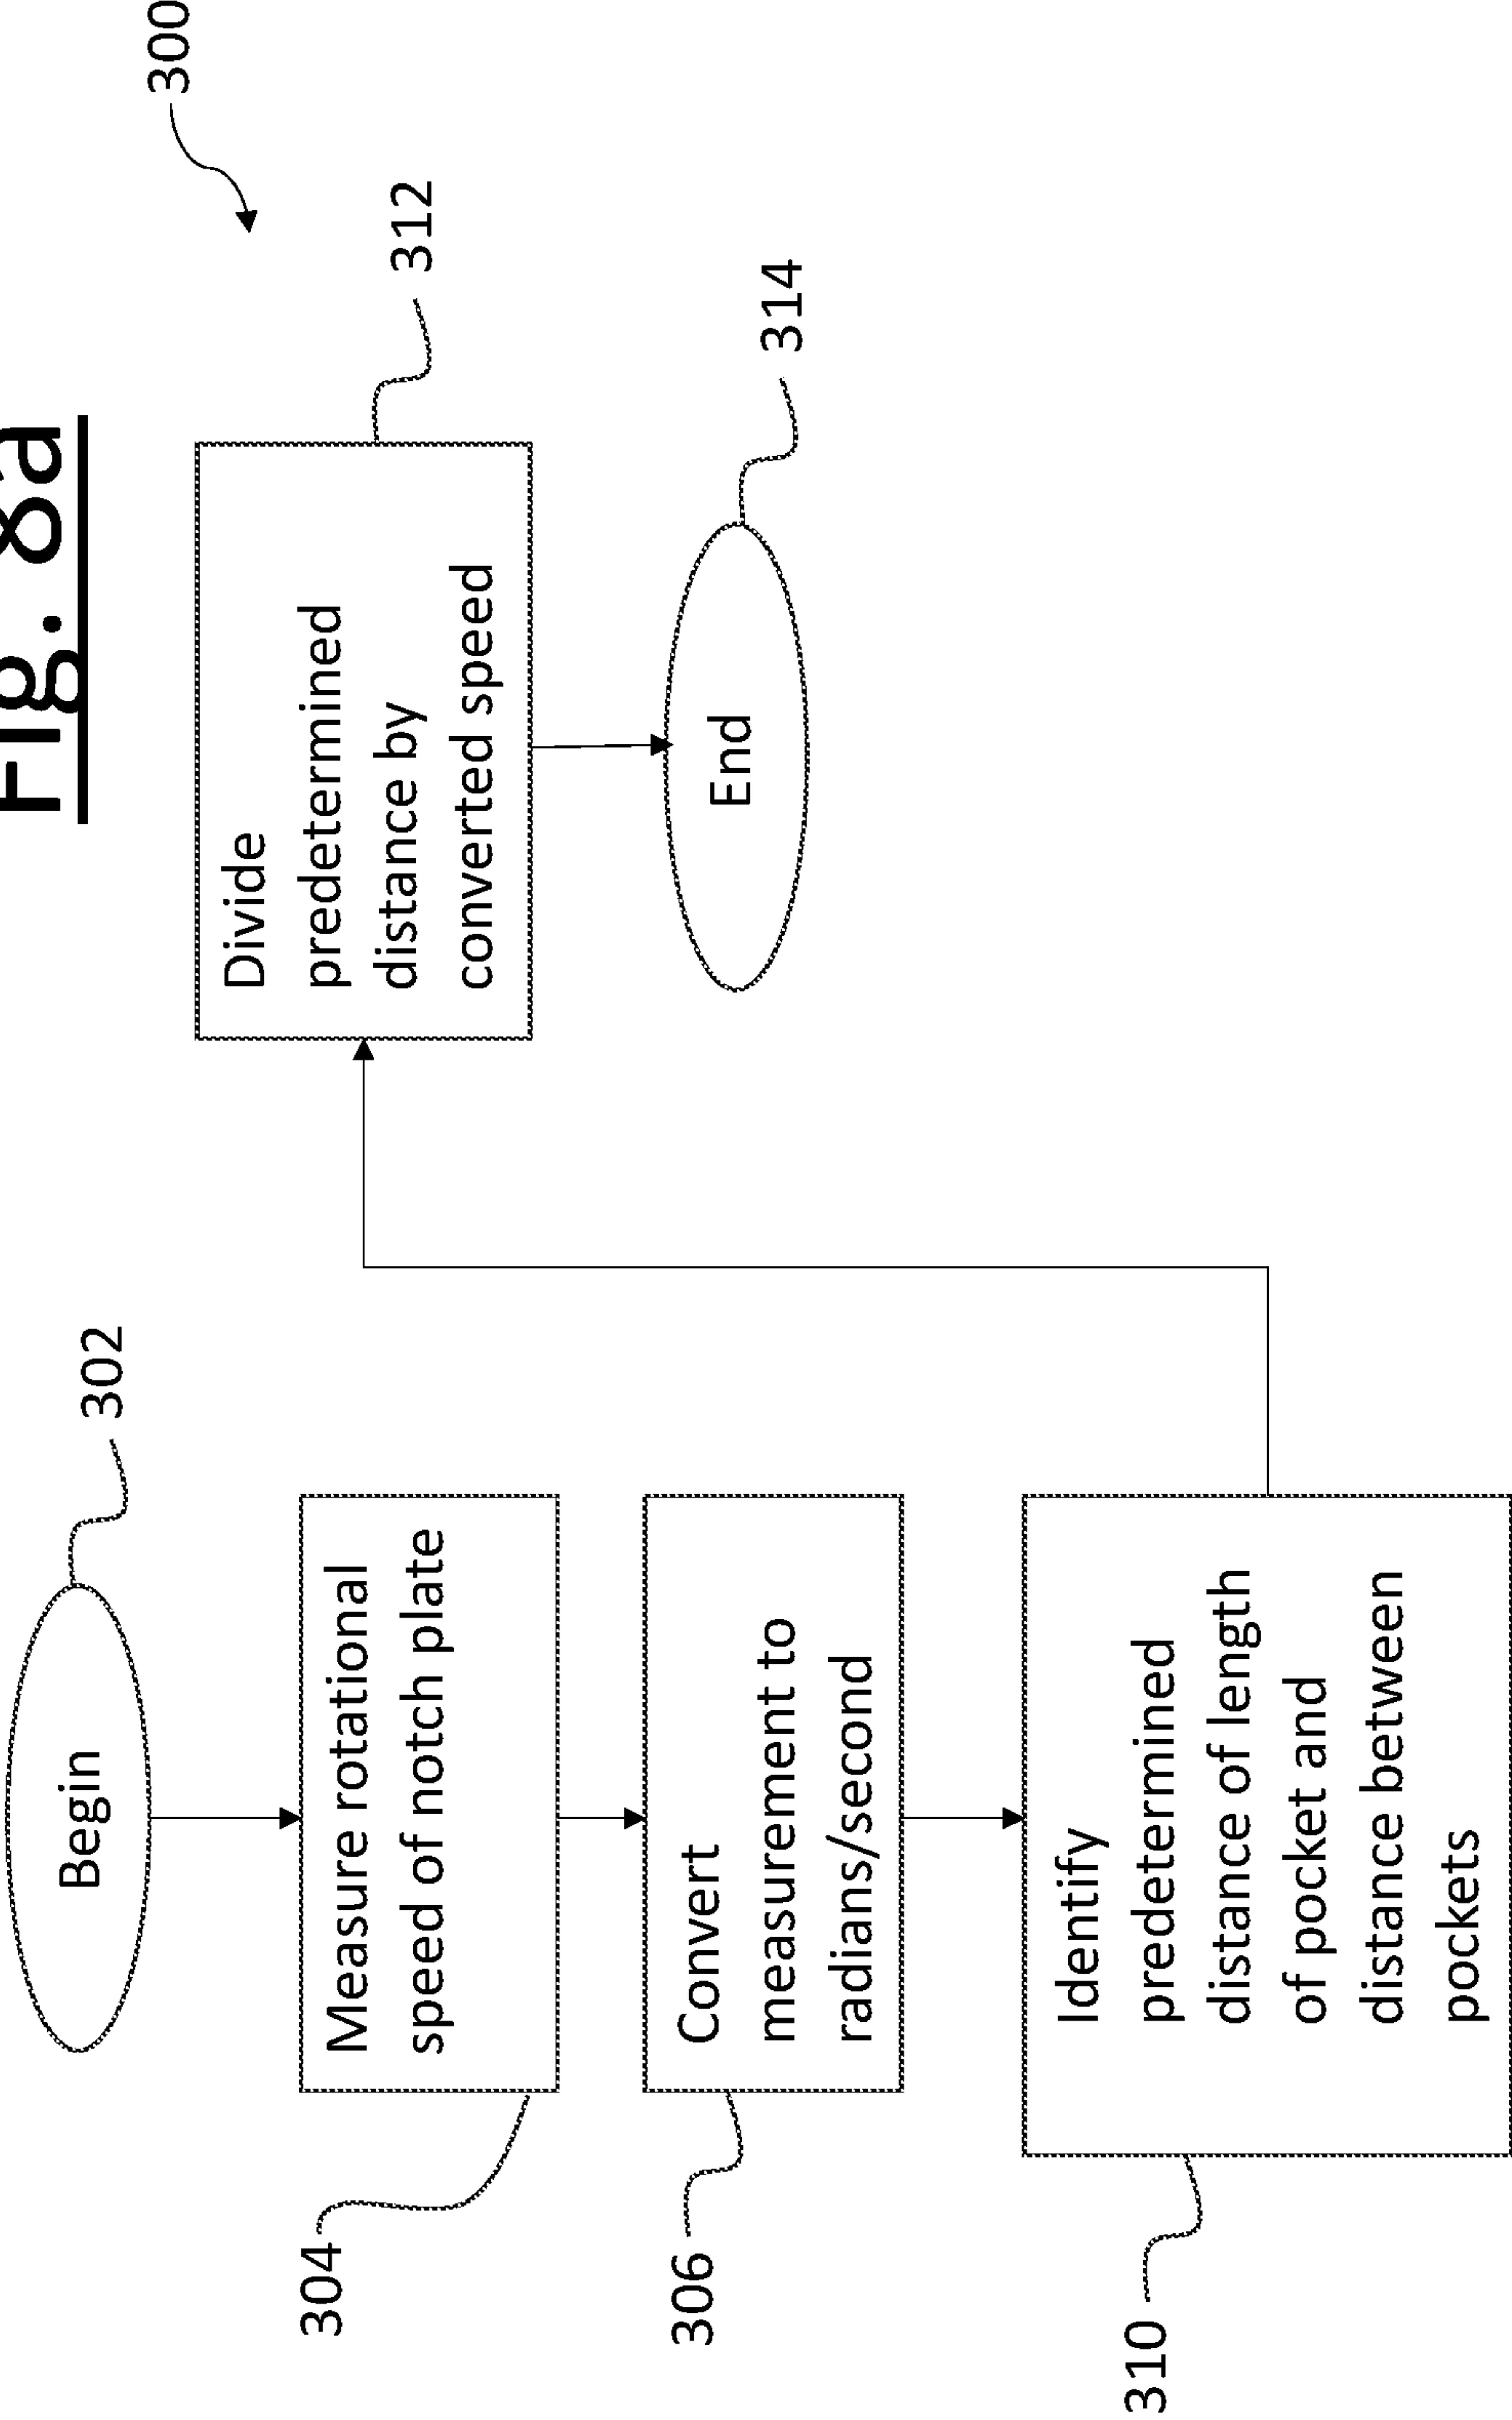 Fig. 8a
300
Begin
302
304
Measure rotational
speed of notch plate
306
Convert
measurement to
radians/second
310
Identify
predetermined
distance of length
of pocket and
distance between
pockets
Divide
predetermined
distance by
converted speed
312
End
314